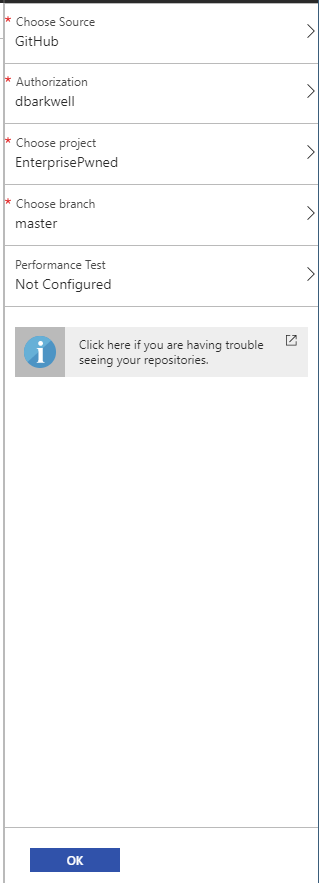 * Choose Source
GitHub
* Authorization
dbarkwell
* Choose project
EnterprisePwned
* Choose branch
master
Performance Test
Not Configured
i
Click here if you are having trouble
seeing your repositories.
OK